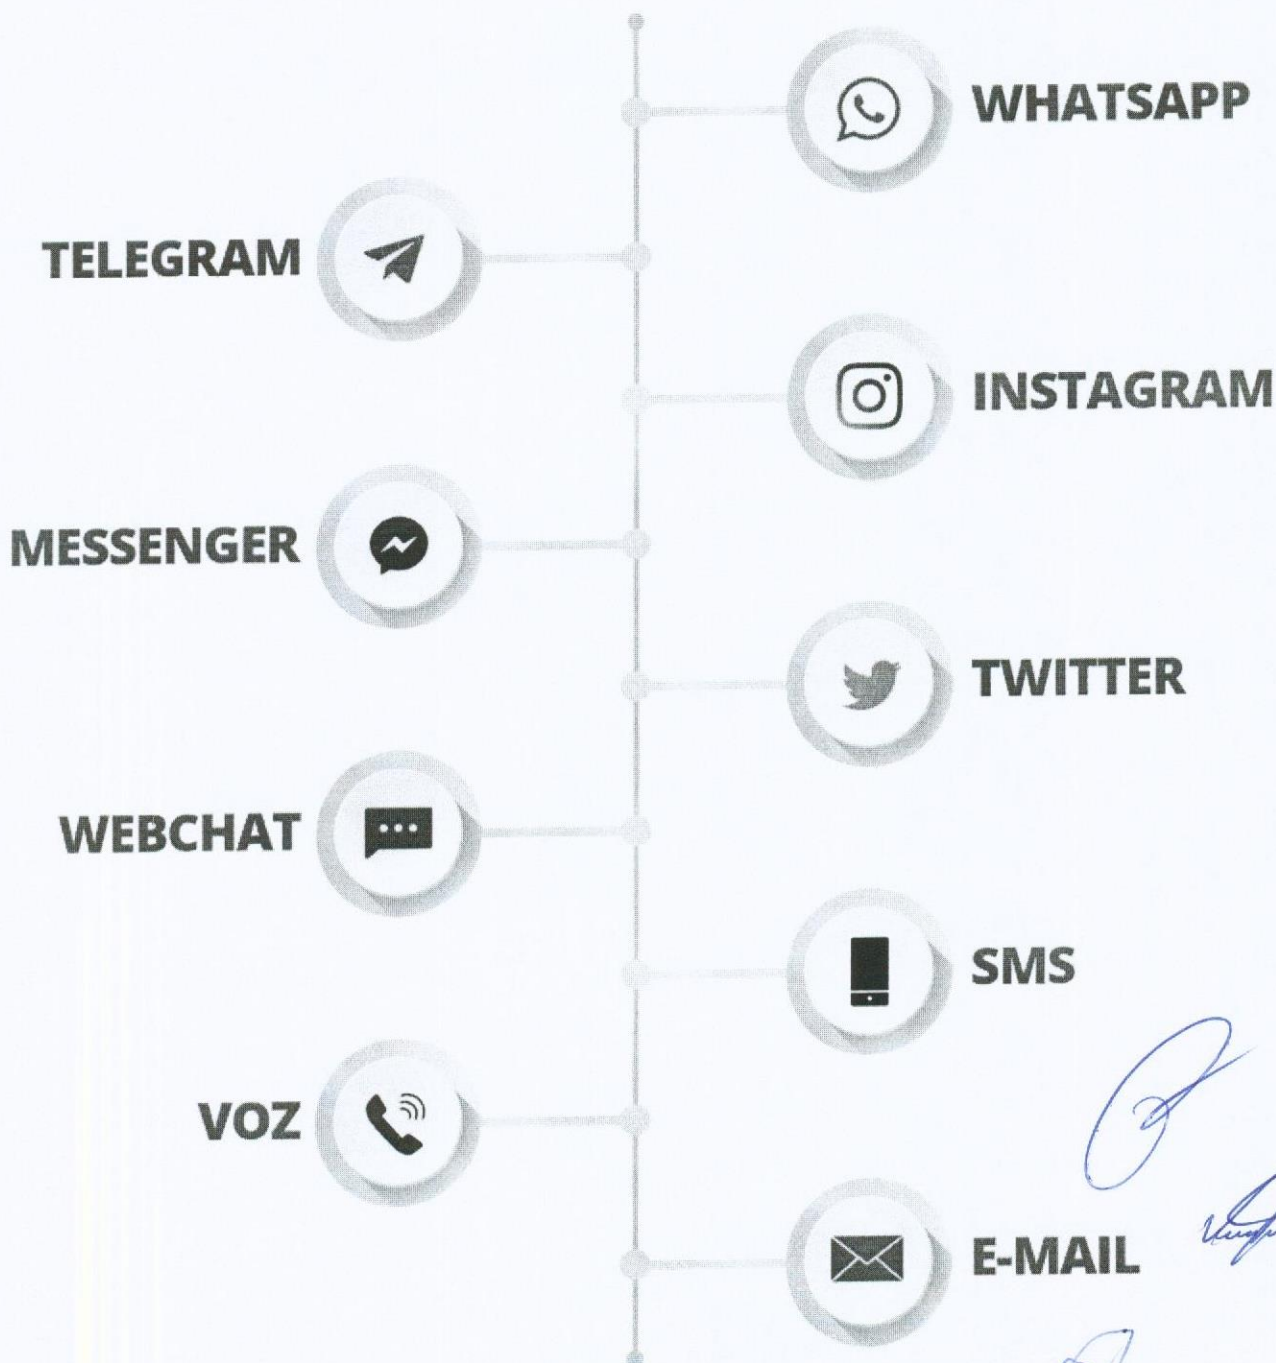 WHATSAPP
TELEGRAM
INSTAGRAM
MESSENGER
TWITTER
WEBCHAT
SMS
VOZ
E-MAIL